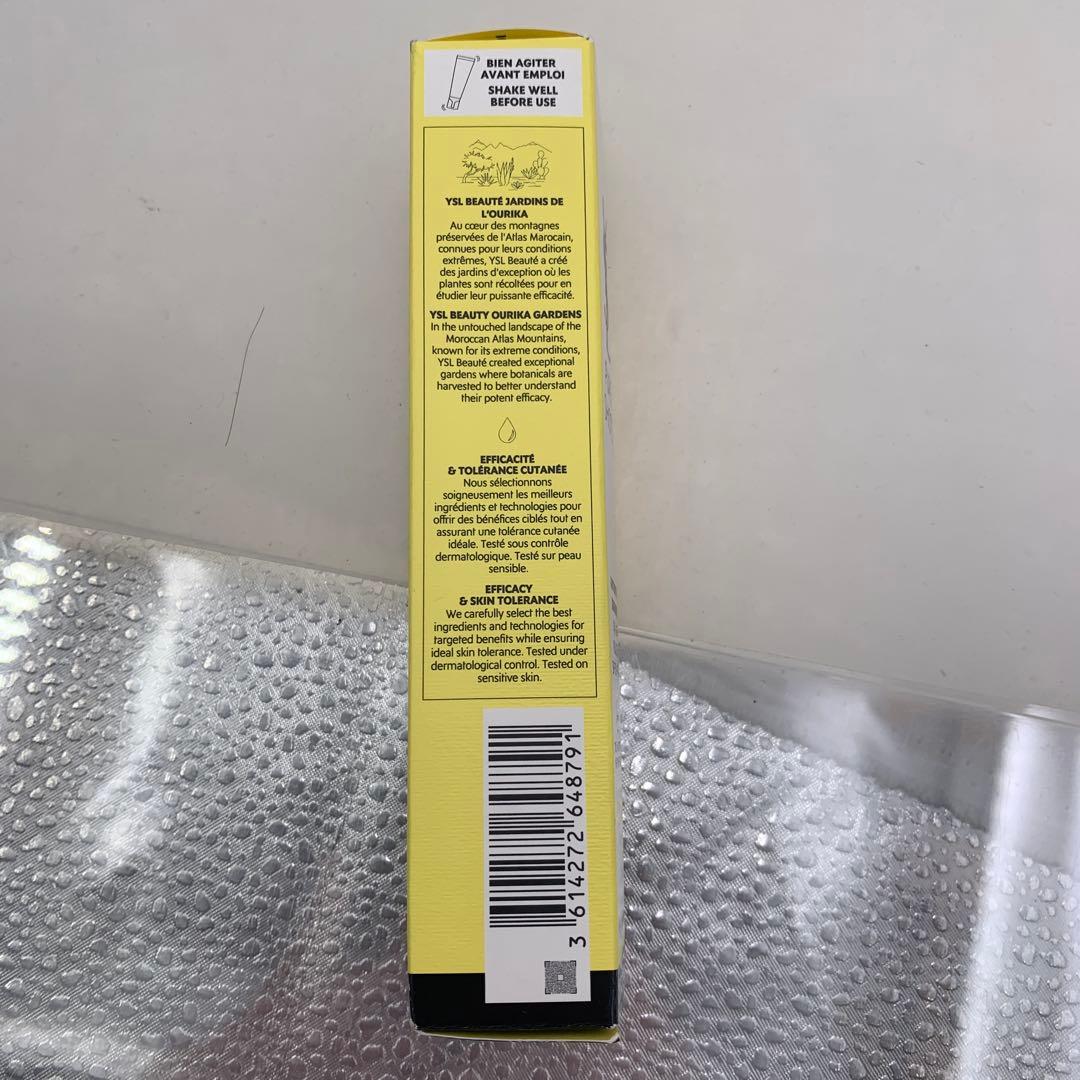 BIEN AGITER
AVANT EMPLOI
SHAKE WELL
BEFORE USE
YSL BEAUTÉ JARDINS DE
L'OURIKA
Au cœur des montagnes
préservées de l'Atlas Marocain,
connues pour leurs conditions
extrêmes, YSL Beauté a créé
des jardins d'exception où les
plantes sont récoltées pour en
étudier leur puissante efficacité.
YSL BEAUTY OURIKA GARDENS
In the untouched landscape of the
Moroccan Atlas Mountains,
known for its extreme conditions,
YSL Beauté created exceptional
gardens where botanicals are
harvested to better understand
their potent efficacy.
EFFICACITÉ
& TOLÉRANCE CUTANÉE
Nous sélectionnons
soigneusement les meilleurs
ingrédients et technologies pour
offrir des bénéfices ciblés tout en
assurant une tolérance cutanée
idéale. Testé sous contrôle
dermatologique. Testé sur peau
sensible.
EFFICACY
& SKIN TOLERANCE
We carefully select the best
ingredients and technologies for
targeted benefits while ensuring
ideal skin tolerance. Tested under
dermatological control. Tested on
sensitive skin.
3 614272 648791